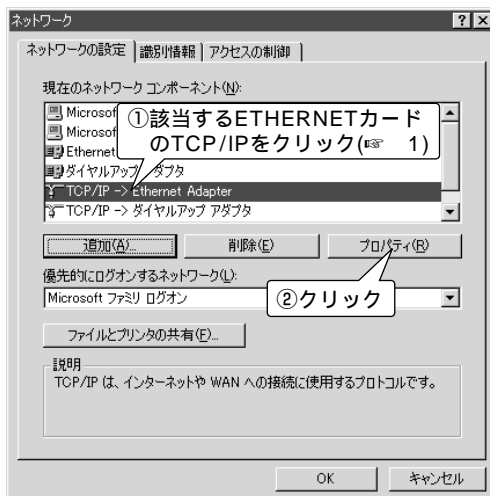 ネットワーク
ネットワークの設定 識別情報 アクセスの制御
現在のネットワーク コンポーネント(N):
Microsof
Microsof
①該当するETHERNETカード
のTCP/IPをクリック(☞ 1)
Ethernet
ダイヤルアップ アダプタ
TCP/IP -> Ethernet Adapter
TCP/IP -> ダイヤルアップ アダプタ
追加(A)... 削除(E) プロパティ(R)
優先的にログオンするネットワーク(L):
Microsoft ファミリ ログオン
②クリック
ファイルとプリンタの共有(F)...
説明
TCP/IP は、インターネットや WAN への接続に使用するプロトコルです。
OK キャンセル